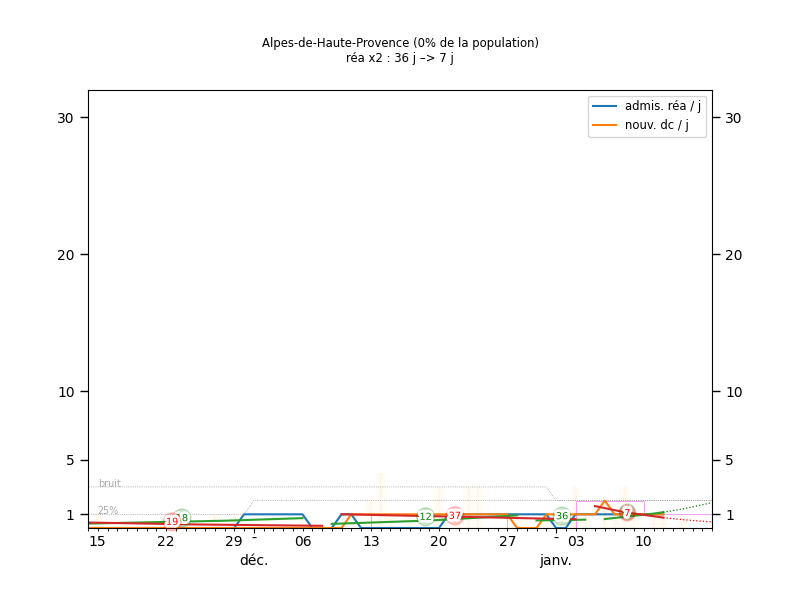 Alpes-de-Haute-Provence (0% de la population)
réa x2 : 36 j –> 7 j
admis. réa / j
nouv. dc / j
30 30
20 20
10 10
5 5
bruit
25%
1 1
19 8 12 37 36 7
15 22 29 - 06 13 20 27 - 03 10
déc. janv.